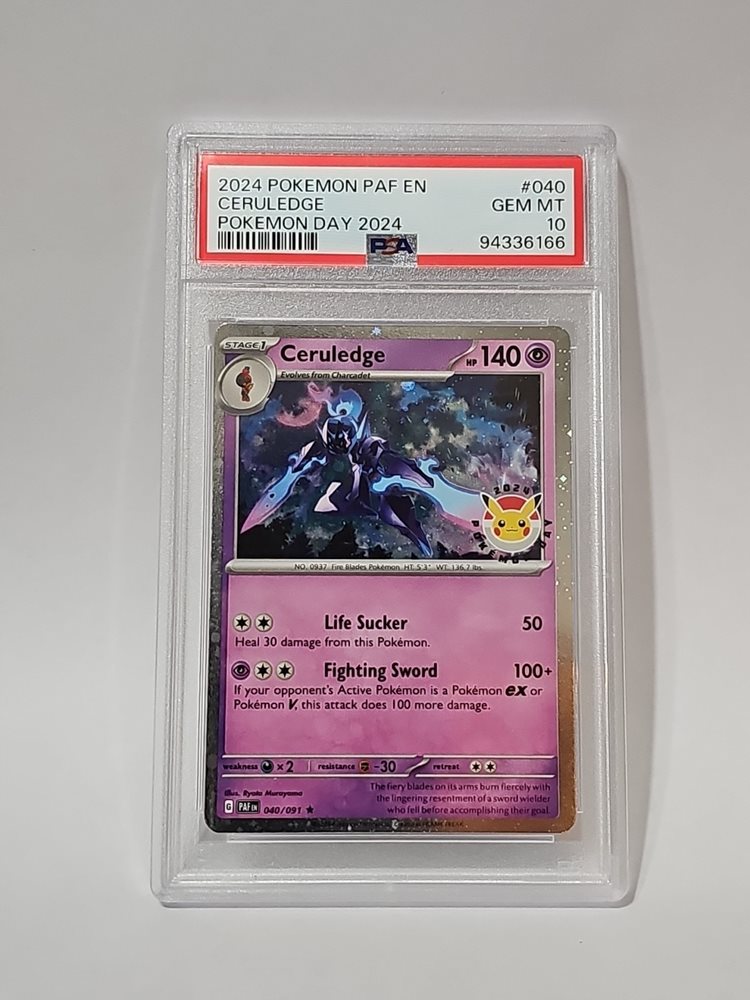 2024 POKEMON PAF EN #040
CERULEDGE GEM MT
POKEMON DAY 2024 10
PSA 94336166
STAGE 1 Ceruledge HP 140
Evolves from Charcadet
2024
POKÉMON DAY
NO. 0937 Fire Blades Pokémon HT: 5'3" WT: 136.7 lbs.
Life Sucker 50
Heal 30 damage from this Pokémon.
Fighting Sword 100+
If your opponent's Active Pokémon is a Pokémon ex or
Pokémon V, this attack does 100 more damage.
weakness ×2 resistance -30 retreat
Illus. Ryota Murayama
The fiery blades on its arms burn fiercely with
the lingering resentment of a sword wielder
who fell before accomplishing their goal.
G PAF EN 040/091 ★